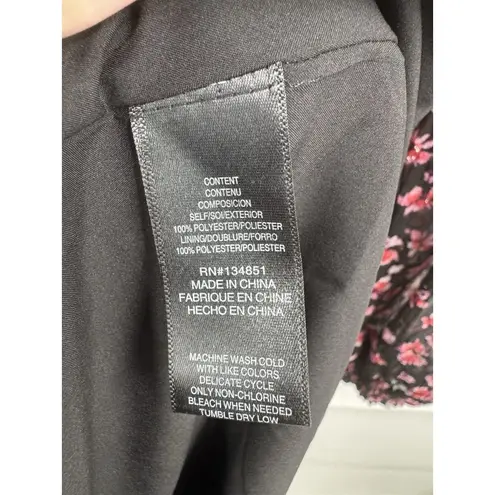 CONTENT
CONTENU
COMPOSICION
SELF/SOI/EXTERIOR
100% POLYESTER/POLIESTER
LINING/DOUBLURE/FORRO
100% POLYESTER/POLIESTER
RN#134851
MADE IN CHINA
FABRIQUE EN CHINE
HECHO EN CHINA
MACHINE WASH COLD
WITH LIKE COLORS
DELICATE CYCLE
ONLY NON-CHLORINE
BLEACH WHEN NEEDED
TUMBLE DRY LOW